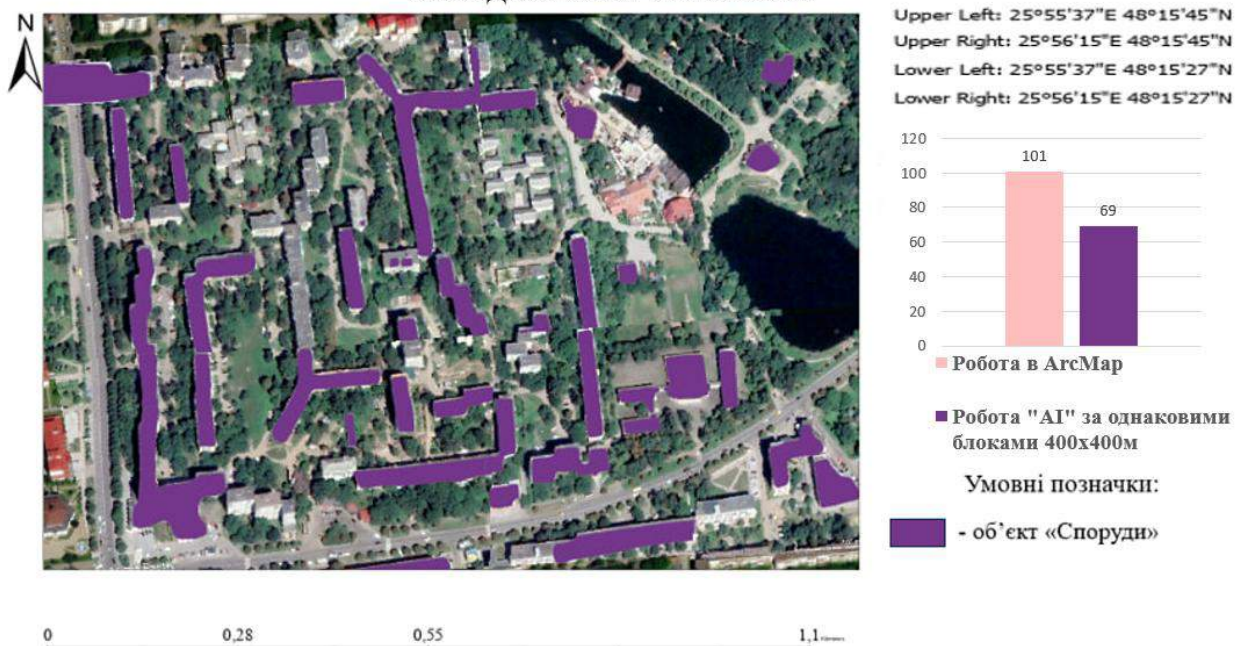 N
Upper Left: 25°55'37"E 48°15'45"N
Upper Right: 25°56'15"E 48°15'45"N
Lower Left: 25°55'37"E 48°15'27"N
Lower Right: 25°56'15"E 48°15'27"N
120
100
80
60
40
20
0
101
69
Робота в ArcMap
Робота "AI" за однаковими
блоками 400х400м
Умовні позначки:
- об’єкт «Споруди»
0 0,28 0,55 1,1